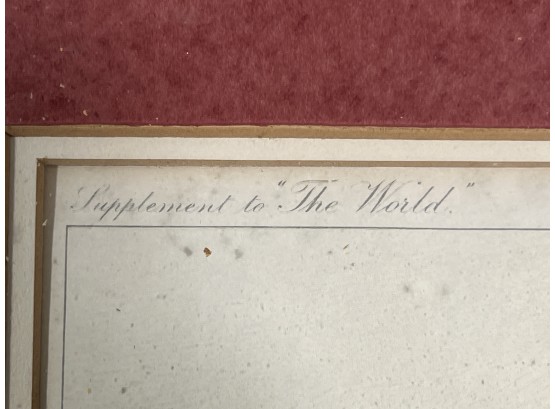 Supplement to "The World."